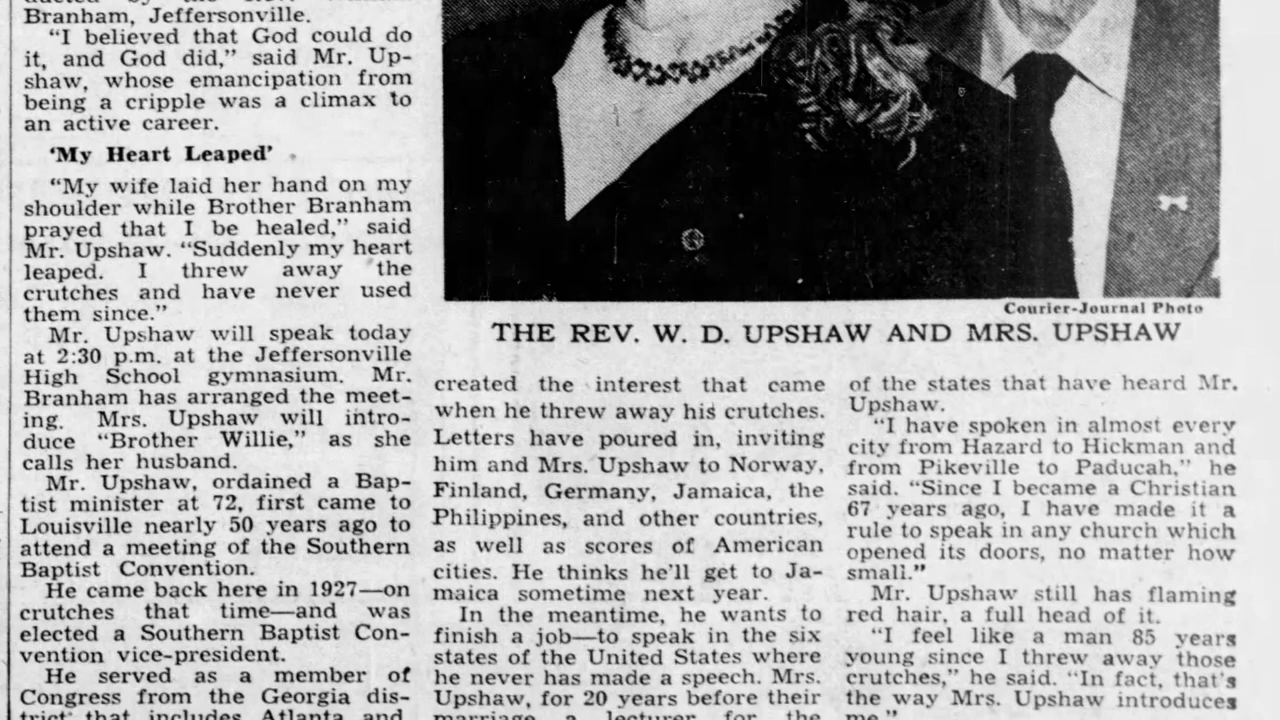 ducted by the Rev. William
Branham, Jeffersonville.
"I believed that God could do
it, and God did," said Mr. Up-
shaw, whose emancipation from
being a cripple was a climax to
an active career.
'My Heart Leaped'
"My wife laid her hand on my
shoulder while Brother Branham
prayed that I be healed," said
Mr. Upshaw. "Suddenly my heart
leaped. I threw away the
crutches and have never used
them since."
Mr. Upshaw will speak today
at 2:30 p.m. at the Jeffersonville
High School gymnasium. Mr.
Branham has arranged the meet-
ing. Mrs. Upshaw will intro-
duce "Brother Willie," as she
calls her husband.
Mr. Upshaw, ordained a Bap-
tist minister at 72, first came to
Louisville nearly 50 years ago to
attend a meeting of the Southern
Baptist Convention.
He came back here in 1927—on
crutches that time—and was
elected a Southern Baptist Con-
vention vice-president.
He served as a member of
Congress from the Georgia dis-
trict that includes Atlanta and
Courier-Journal Photo
THE REV. W. D. UPSHAW AND MRS. UPSHAW
created the interest that came
when he threw away his crutches.
Letters have poured in, inviting
him and Mrs. Upshaw to Norway,
Finland, Germany, Jamaica, the
Philippines, and other countries,
as well as scores of American
cities. He thinks he'll get to Ja-
maica sometime next year.
In the meantime, he wants to
finish a job—to speak in the six
states of the United States where
he never has made a speech. Mrs.
Upshaw, for 20 years before their
marriage a lecturer for the
of the states that have heard Mr.
Upshaw.
"I have spoken in almost every
city from Hazard to Hickman and
from Pikeville to Paducah," he
said. "Since I became a Christian
67 years ago, I have made it a
rule to speak in any church which
opened its doors, no matter how
small."
Mr. Upshaw still has flaming
red hair, a full head of it.
"I feel like a man 85 years
young since I threw away those
crutches," he said. "In fact, that's
the way Mrs. Upshaw introduces
me."